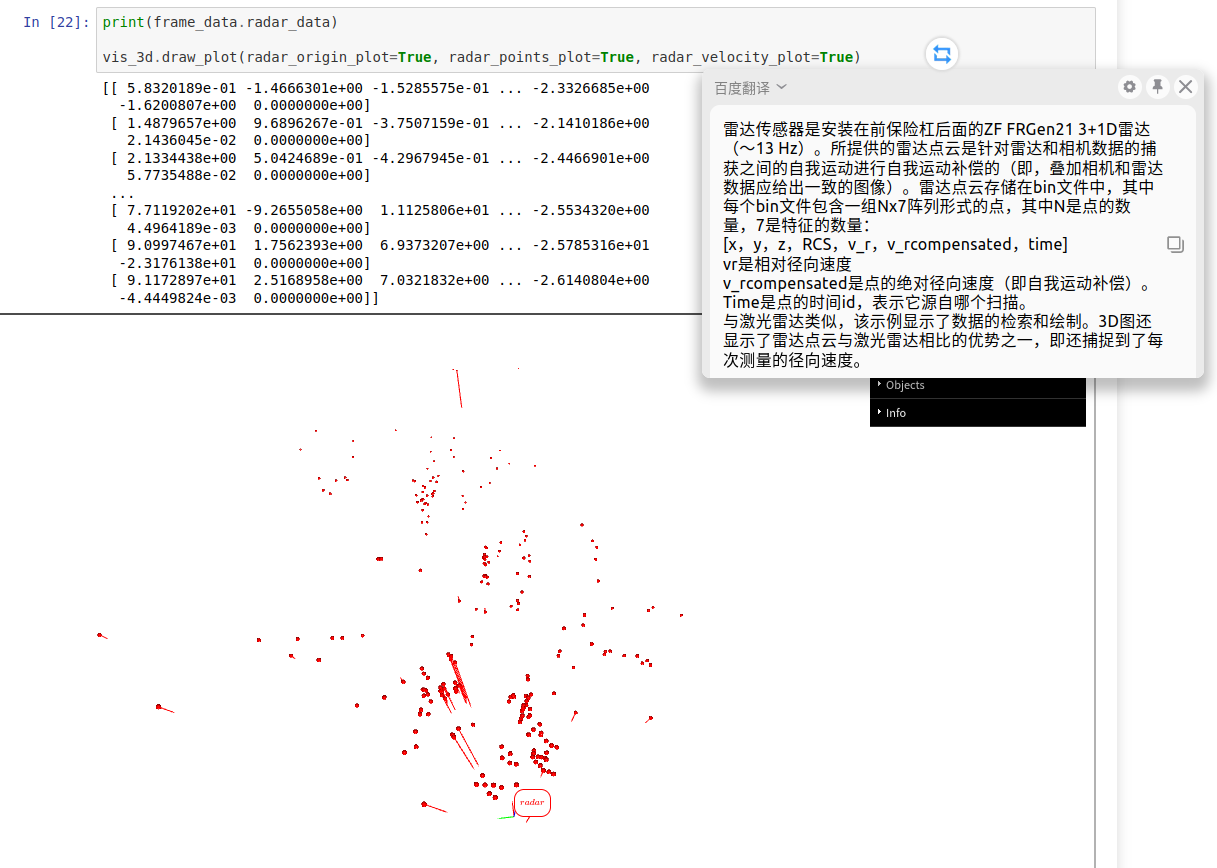 In [22]:
print(frame_data.radar_data)
vis_3d.draw_plot(radar_origin_plot=True, radar_points_plot=True, radar_velocity_plot=True)
[[ 5.8320189e-01 -1.4666301e+00 -1.5285575e-01 ... -2.3326685e+00
-1.6200807e+00 0.0000000e+00]
[ 1.4879657e+00 9.6896267e-01 -3.7507159e-01 ... -2.1410186e+00
2.1436045e-02 0.0000000e+00]
[ 2.1334438e+00 5.0424689e-01 -4.2967945e-01 ... -2.4466901e+00
5.7735488e-02 0.0000000e+00]
...
[ 7.7119202e+01 -9.2655058e+00 1.1125806e+01 ... -2.5534320e+00
4.4964189e-03 0.0000000e+00]
[ 9.0997467e+01 1.7562393e+00 6.9373207e+00 ... -2.5785316e+01
-2.3176138e+01 0.0000000e+00]
[ 9.1172897e+01 2.5168958e+00 7.0321832e+00 ... -2.6140804e+00
-4.4449824e-03 0.0000000e+00]]
百度翻译
雷达传感器是安装在前保险杠后面的ZF FRGen21 3+1D雷达
（～13 Hz）。所提供的雷达点云是针对雷达和相机数据的捕
获之间的自我运动进行自我运动补偿的（即，叠加相机和雷达
数据应给出一致的图像）。雷达点云存储在bin文件中，其中
每个bin文件包含一组Nx7阵列形式的点，其中N是点的数
量，7是特征的数量：
[x，y，z，RCS，v_r，v_rcompensated，time]
vr是相对径向速度
v_rcompensated是点的绝对径向速度（即自我运动补偿）。
Time是点的时间id，表示它源自哪个扫描。
与激光雷达类似，该示例显示了数据的检索和绘制。3D图还
显示了雷达点云与激光雷达相比的优势之一，即还捕捉到了每
次测量的径向速度。
Objects
Info
radar